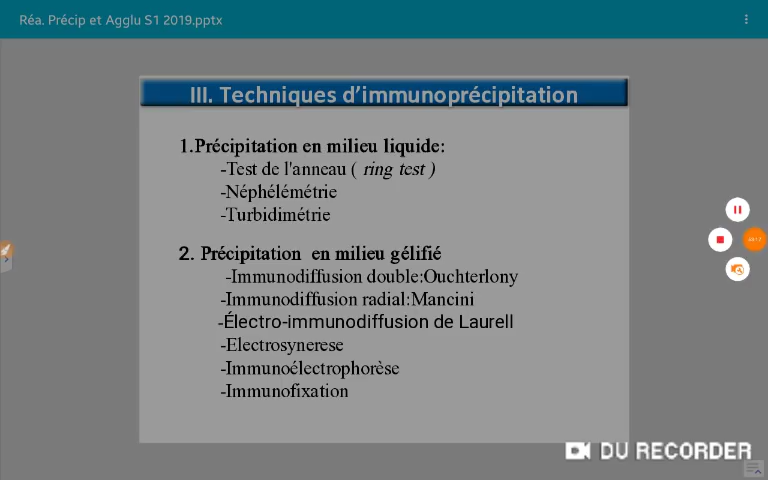 Réa. Précip et Agglu S1 2019.pptx
III. Techniques d'immunoprécipitation
1.Précipitation en milieu liquide:
-Test de l'anneau ( ring test )
-Néphélémétrie
-Turbidimétrie
2. Précipitation en milieu gélifié
-Immunodiffusion double:Ouchterlony
-Immunodiffusion radial:Mancini
-Électro-immunodiffusion de Laurell
-Electrosynerese
-Immunoélectrophorèse
-Immunofixation
DU RECORDER